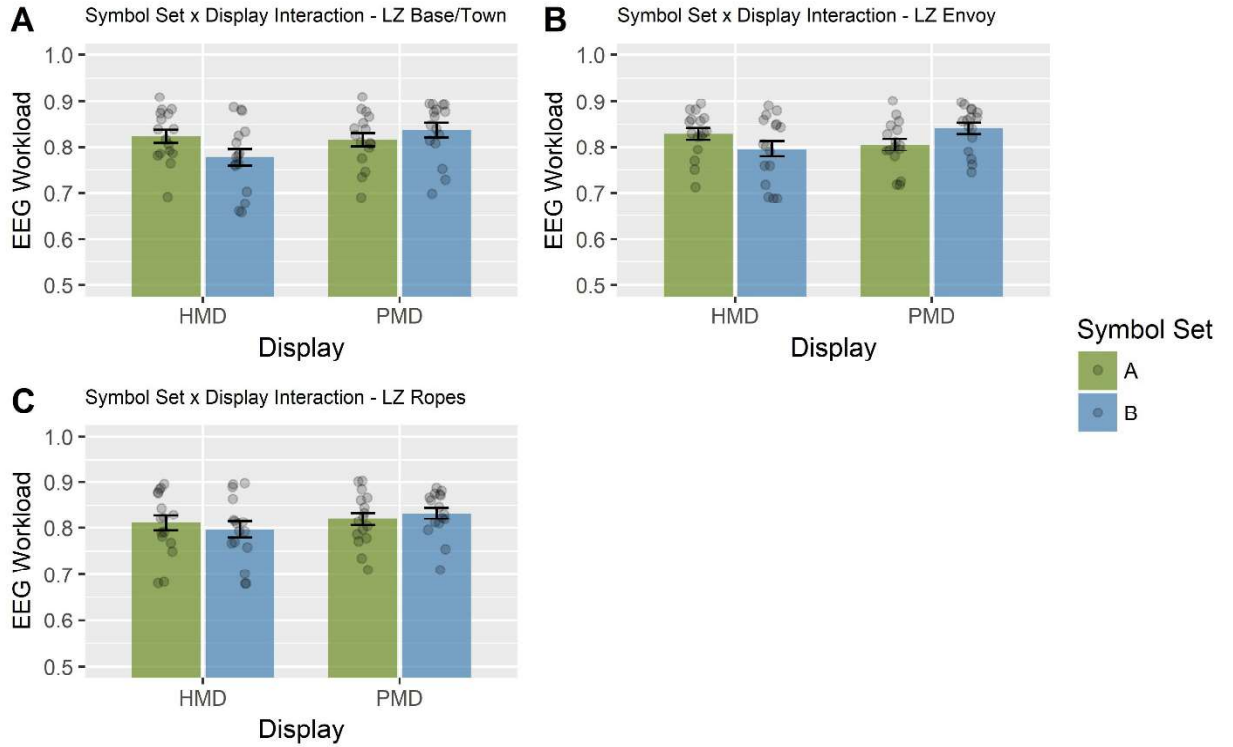 A
Symbol Set x Display Interaction - LZ Base/Town
EEG Workload
1.0
0.9
0.8
0.7
0.6
0.5
HMD
PMD
Display
B
Symbol Set x Display Interaction - LZ Envoy
EEG Workload
1.0
0.9
0.8
0.7
0.6
0.5
HMD
PMD
Display
C
Symbol Set x Display Interaction - LZ Ropes
EEG Workload
1.0
0.9
0.8
0.7
0.6
0.5
HMD
PMD
Display
Symbol Set
A
B